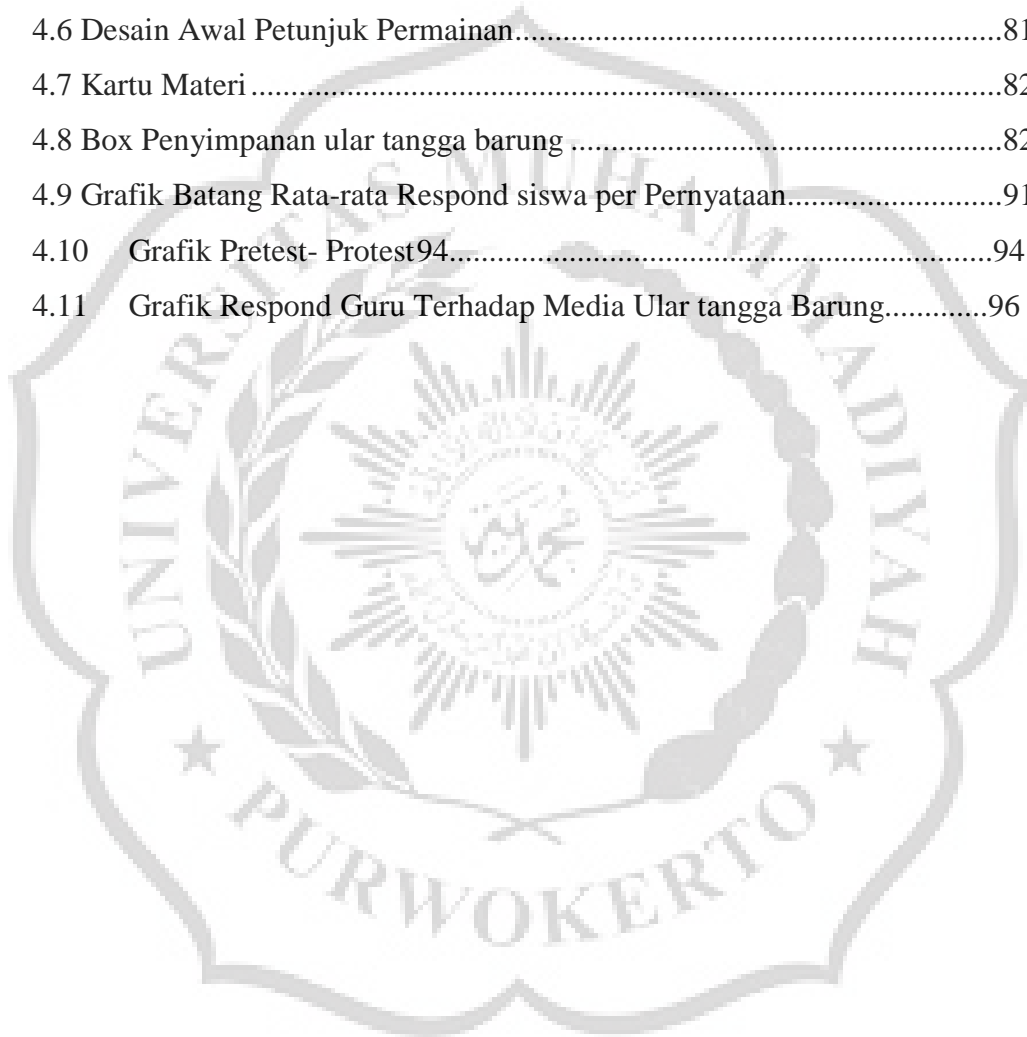 4.6 Desain Awal Petunjuk Permainan..........................................................81
4.7 Kartu Materi..........................................................................................82
4.8 Box Penyimpanan ular tangga barung...................................................82
4.9 Grafik Batang Rata-rata Respond siswa per Pernyataan.........................91
4.10 Grafik Pretest- Protest94.................................................................94
4.11 Grafik Respond Guru Terhadap Media Ular tangga Barung.............96
UNIVERSITAS MUHAMMADIYAH
PURWOKERTO